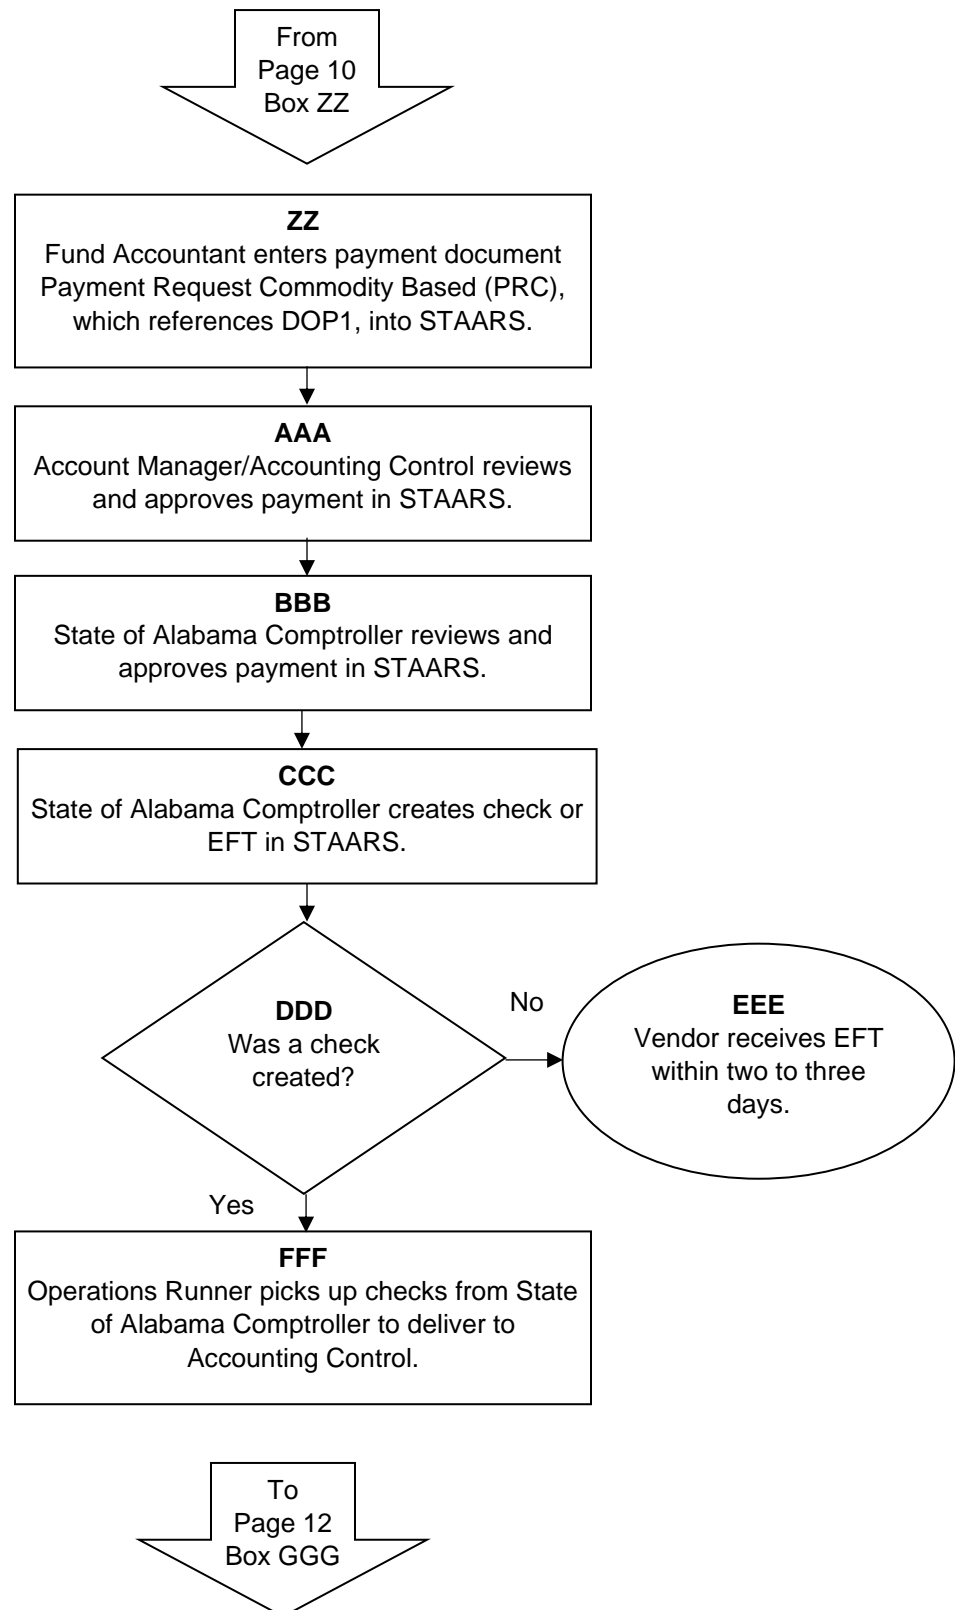 From
Page 10
Box ZZ
ZZ
Fund Accountant enters payment document
Payment Request Commodity Based (PRC),
which references DOP1, into STAARS.
AAA
Account Manager/Accounting Control reviews
and approves payment in STAARS.
BBB
State of Alabama Comptroller reviews and
approves payment in STAARS.
CCC
State of Alabama Comptroller creates check or
EFT in STAARS.
DDD
Was a check
created?
No
EEE
Vendor receives EFT
within two to three
days.
Yes
FFF
Operations Runner picks up checks from State
of Alabama Comptroller to deliver to
Accounting Control.
To
Page 12
Box GGG